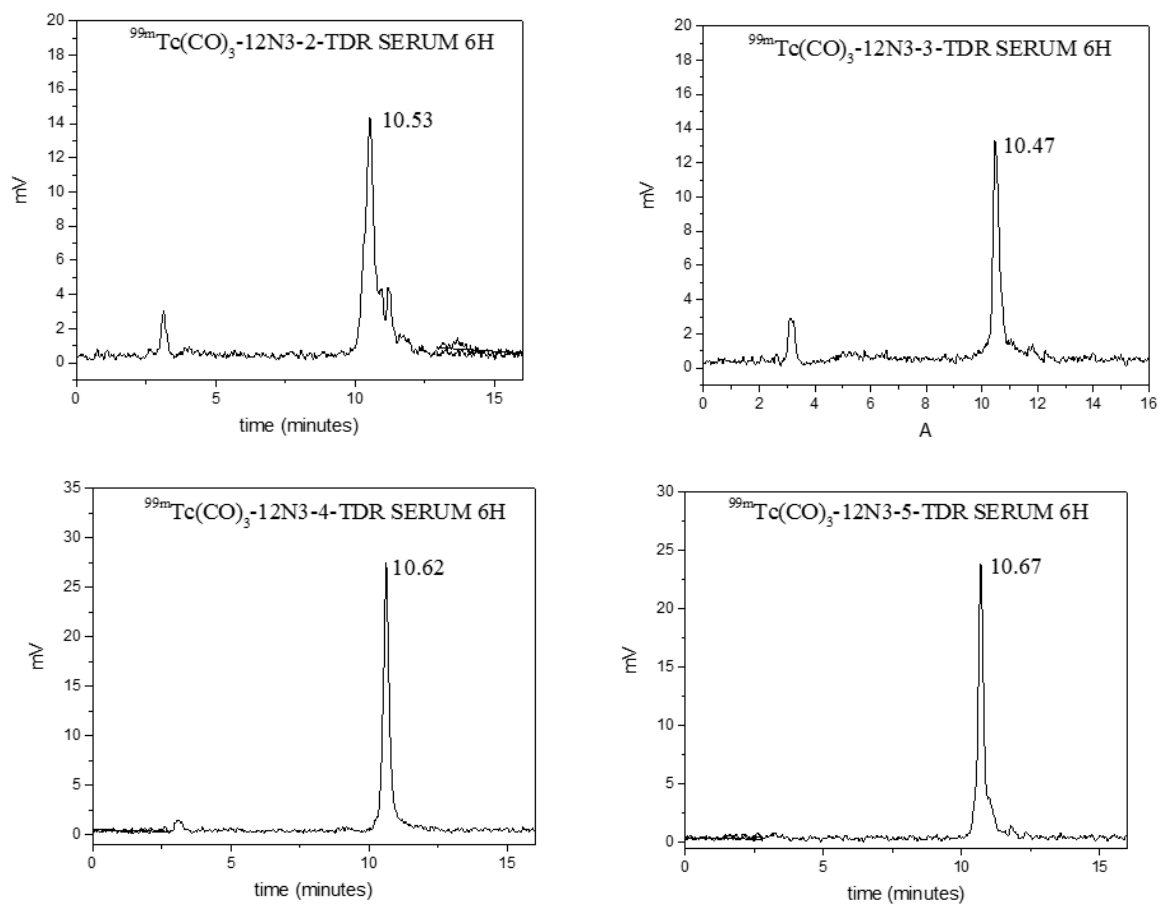 ⁹⁹ᵐTc(CO)₃-12N3-2-TDR SERUM 6H
10.53
20
18
16
14
12
10
8
6
4
2
0
mV
0 5 10 15
time (minutes)
⁹⁹ᵐTc(CO)₃-12N3-3-TDR SERUM 6H
10.47
20
18
16
14
12
10
8
6
4
2
0
mV
0 2 4 6 8 10 12 14 16
A
⁹⁹ᵐTc(CO)₃-12N3-4-TDR SERUM 6H
10.62
35
30
25
20
15
10
5
0
mV
0 5 10 15
time (minutes)
⁹⁹ᵐTc(CO)₃-12N3-5-TDR SERUM 6H
10.67
30
25
20
15
10
5
0
mV
0 5 10 15
time (minutes)